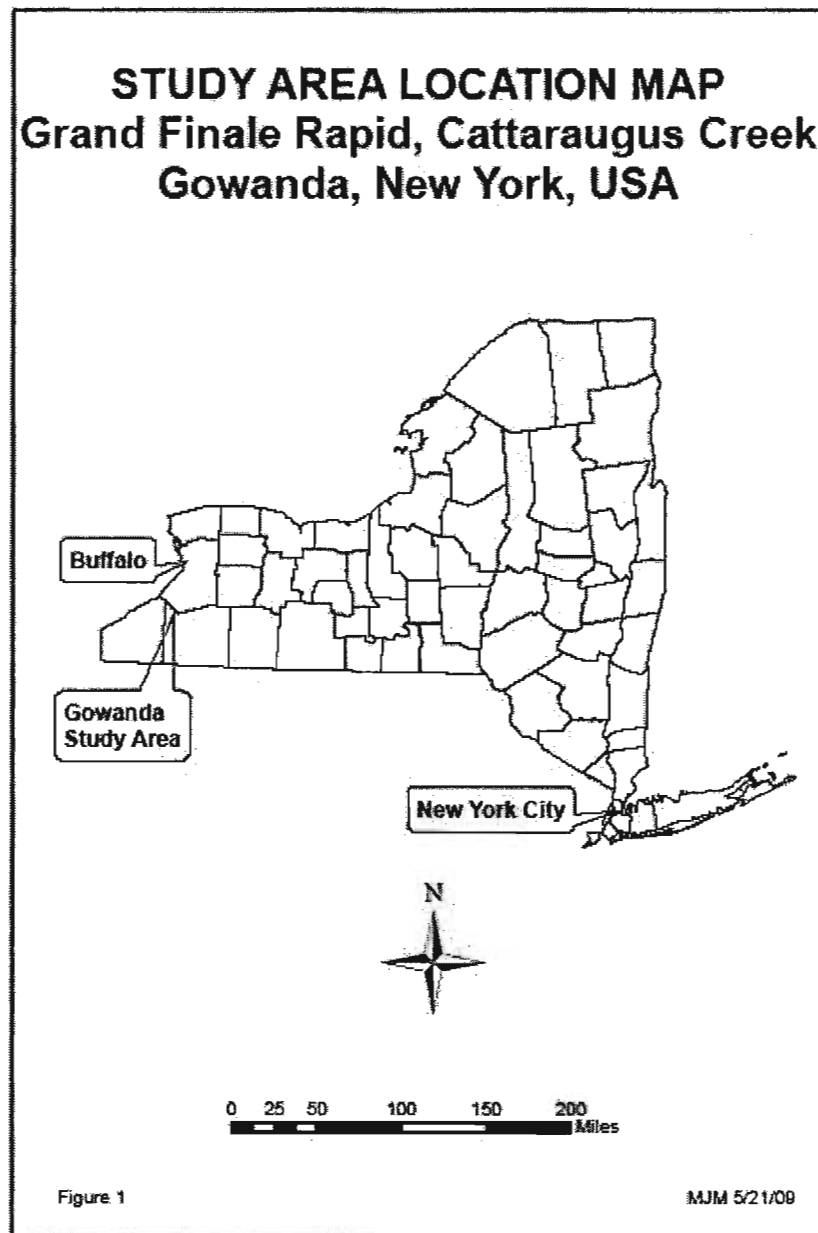 STUDY AREA LOCATION MAP
Grand Finale Rapid, Cattaraugus Creek
Gowanda, New York, USA
Buffalo
Gowanda
Study Area
New York City
N
0 25 50 100 150 200
Miles
Figure 1
MJM 5/21/09